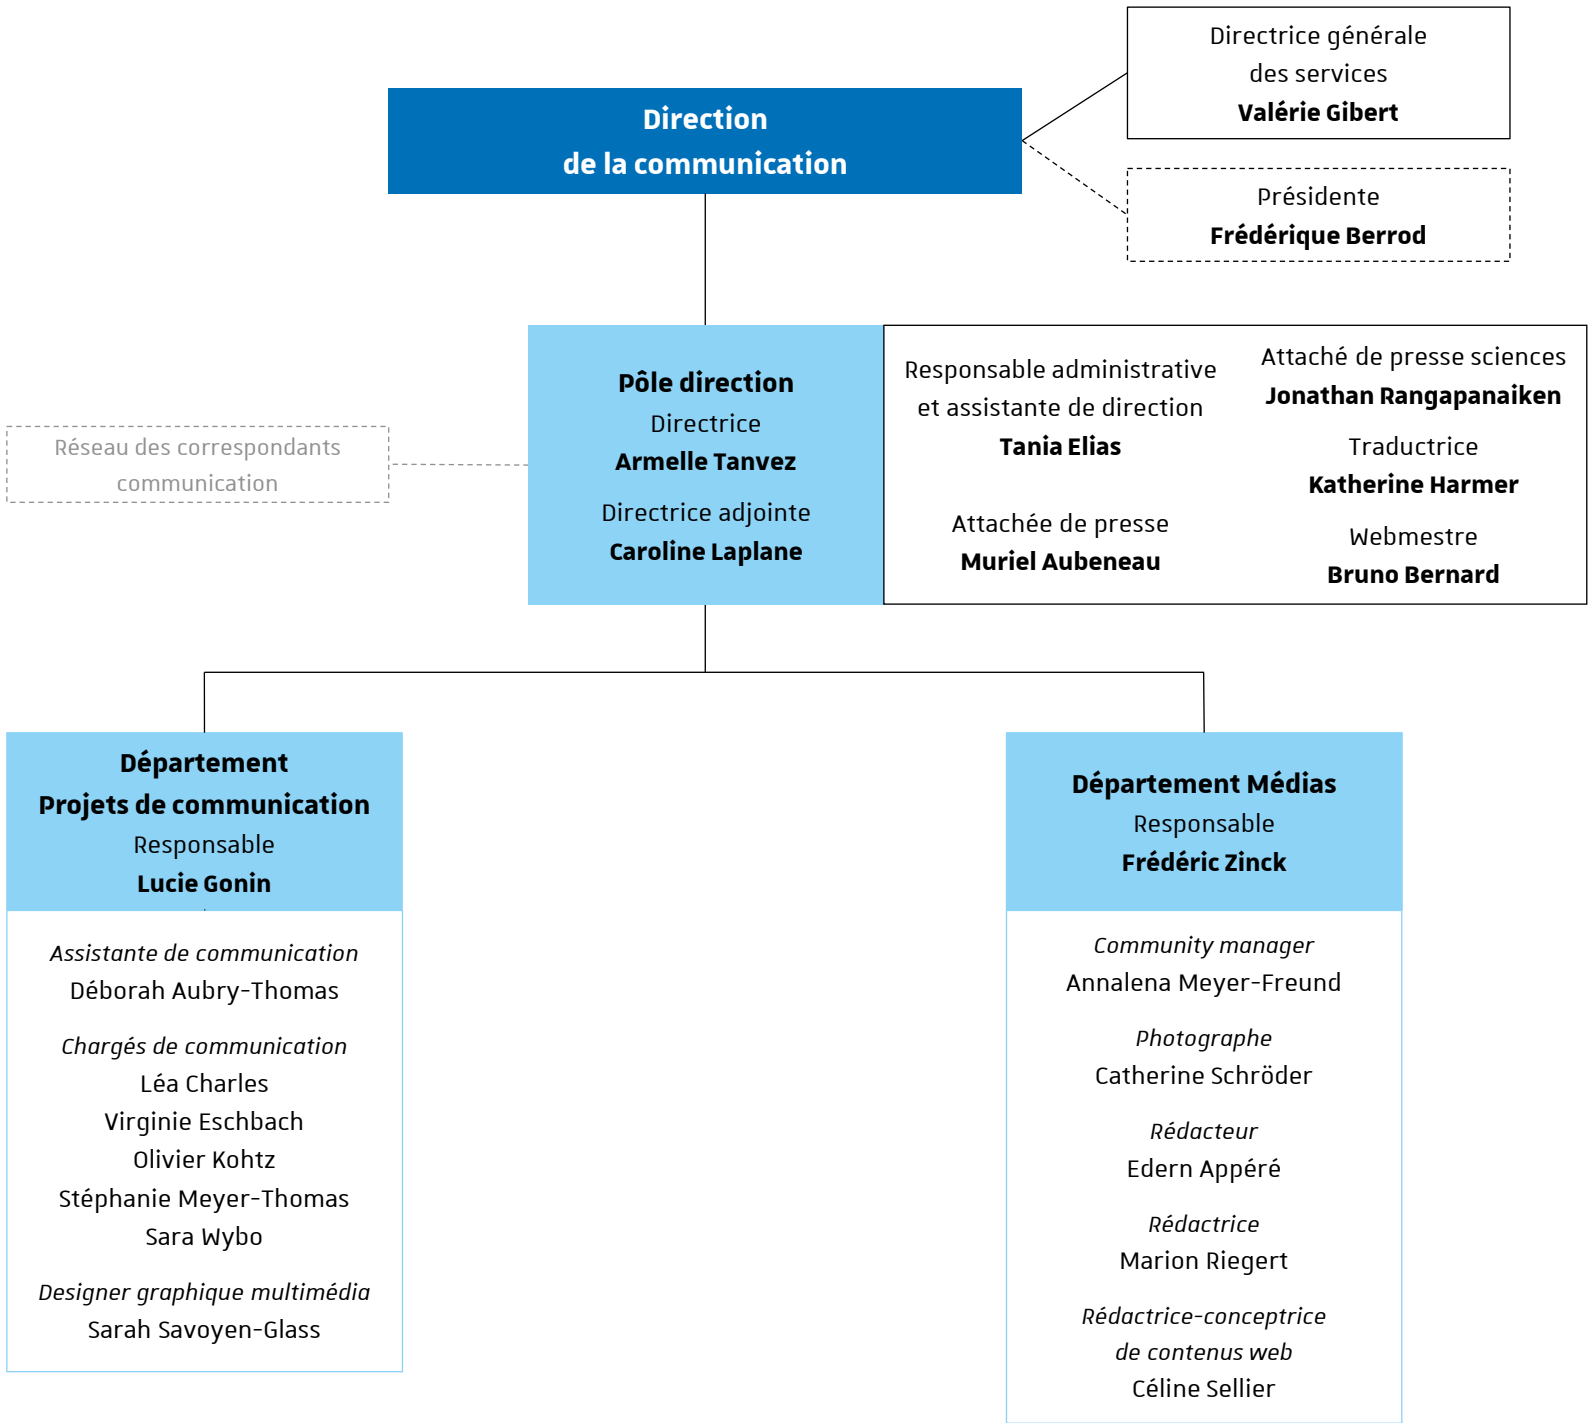 Directrice générale
des services
Valérie Gibert
Direction
de la communication
Présidente
Frédérique Berrod
Pôle direction
Directrice
Armelle Tanvez
Directrice adjointe
Caroline Laplane
Responsable administrative
et assistante de direction
Tania Elias
Attachée de presse
Muriel Aubeneau
Attaché de presse sciences
Jonathan Rangapanaiken
Traductrice
Katherine Harmer
Webmestre
Bruno Bernard
Réseau des correspondants
communication
Département
Projets de communication
Responsable
Lucie Gonin
Assistante de communication
Déborah Aubry-Thomas
Chargés de communication
Léa Charles
Virginie Eschbach
Olivier Kohtz
Stéphanie Meyer-Thomas
Sara Wybo
Designer graphique multimédia
Sarah Savoyen-Glass
Département Médias
Responsable
Frédéric Zinck
Community manager
Annalena Meyer-Freund
Photographe
Catherine Schröder
Rédacteur
Edern Appéré
Rédactrice
Marion Riegert
Rédactrice-conceptrice
de contenus web
Céline Sellier